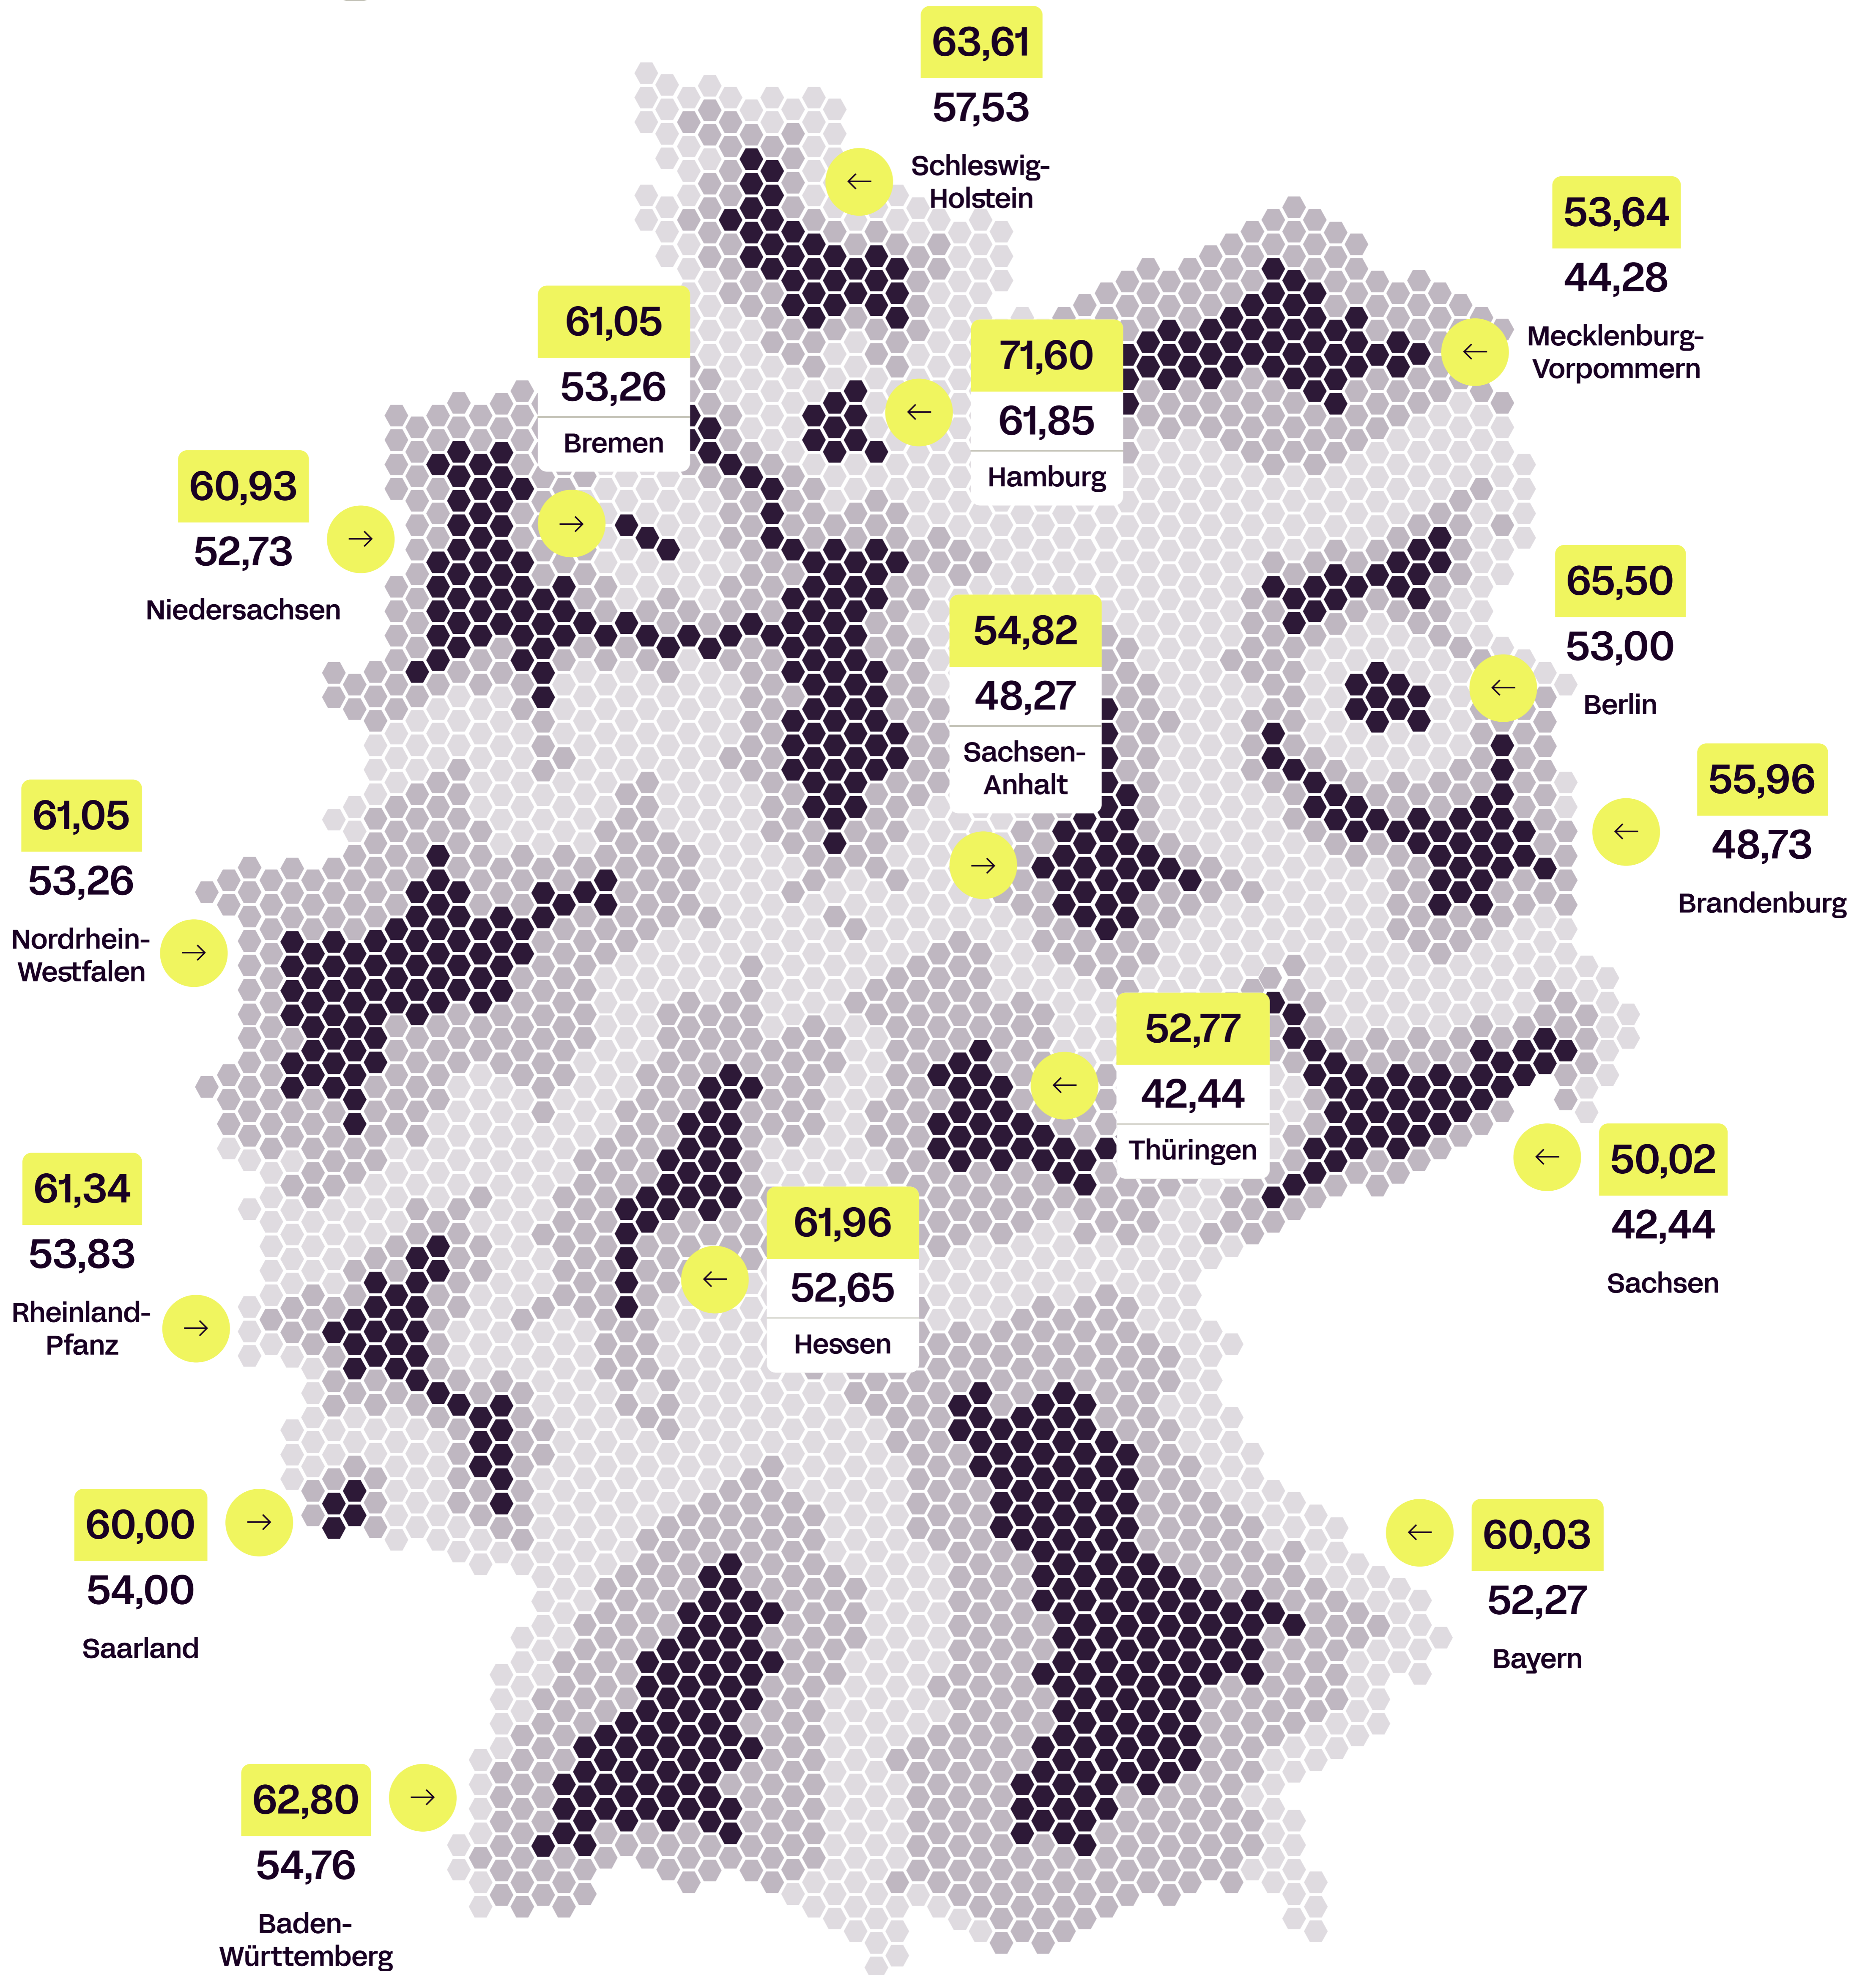 63,61
57,53
Schleswig-
Holstein
53,64
44,28
Mecklenburg-
Vorpommern
61,05
53,26
Bremen
71,60
61,85
Hamburg
60,93
52,73
Niedersachsen
65,50
53,00
Berlin
54,82
48,27
Sachsen-
Anhalt
55,96
48,73
Brandenburg
61,05
53,26
Nordrhein-
Westfalen
52,77
42,44
Thüringen
50,02
42,44
Sachsen
61,34
53,83
Rheinland-
Pfanz
61,96
52,65
Hessen
60,00
54,00
Saarland
60,03
52,27
Bayern
62,80
54,76
Baden-
Württemberg